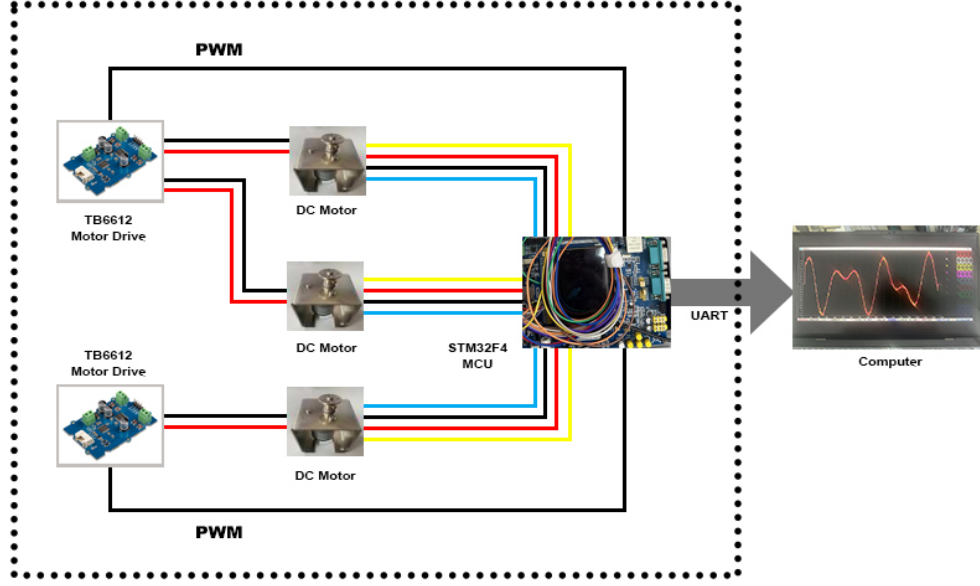 PWM
TB6612
Motor Drive
DC Motor
DC Motor
STM32F4
MCU
UART
Computer
TB6612
Motor Drive
DC Motor
PWM